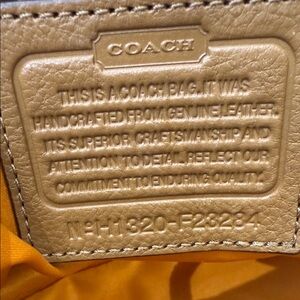 COACH
THIS IS A COACH BAG. IT WAS
HANDCRAFTED FROM GENUINE LEATHER.
ITS SUPERIOR CRAFTSMANSHIP AND
ATTENTION TO DETAIL REFLECT OUR
COMMITMENT TO ENDURING QUALITY.
Nº H1320-F23284